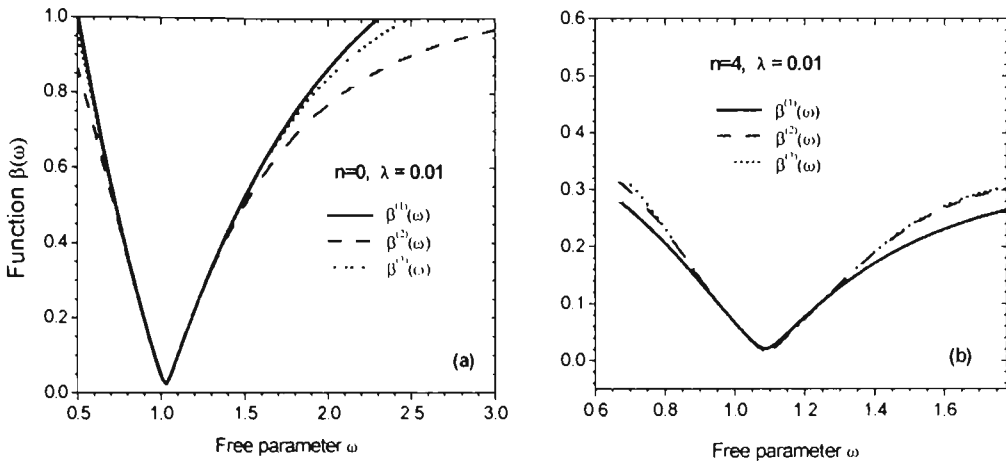 1.0
0.8
0.6
0.4
0.2
0.0
0.5 1.0 1.5 2.0 2.5 3.0
Function β(ω)
Free parameter ω
n=0, λ = 0.01
β⁽¹⁾(ω)
β⁽²⁾(ω)
β⁽³⁾(ω)
(a)
0.6
0.5
0.4
0.3
0.2
0.1
0.0
0.6 0.8 1.0 1.2 1.4 1.6
Free parameter ω
n=4, λ = 0.01
β⁽¹⁾(ω)
β⁽²⁾(ω)
β⁽³⁾(ω)
(b)